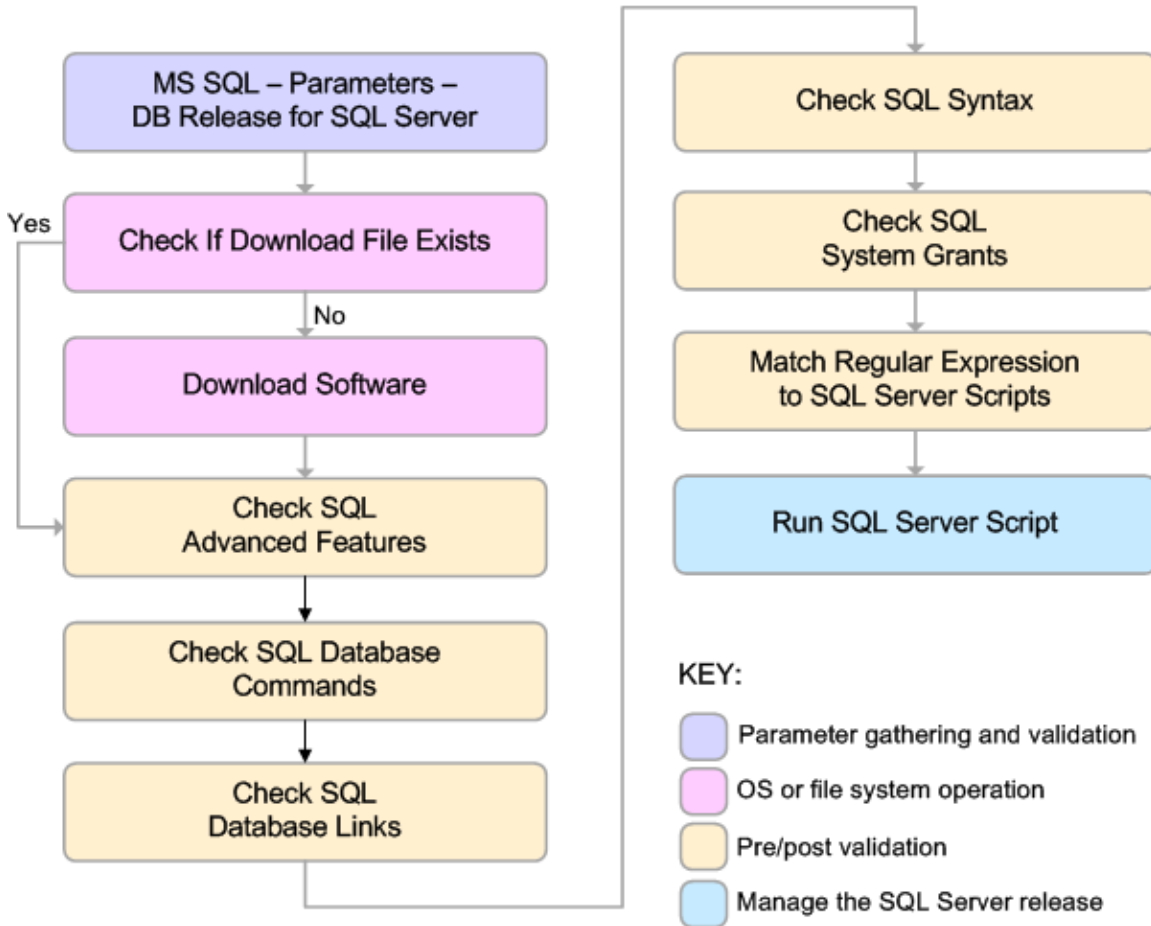 MS SQL – Parameters –
DB Release for SQL Server
Yes
Check If Download File Exists
No
Download Software
Check SQL
Advanced Features
Check SQL Database
Commands
Check SQL
Database Links
Check SQL Syntax
Check SQL
System Grants
Match Regular Expression
to SQL Server Scripts
Run SQL Server Script
KEY:
Parameter gathering and validation
OS or file system operation
Pre/post validation
Manage the SQL Server release